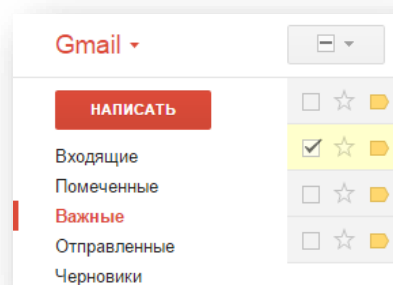 Gmail
НАПИСАТЬ
Входящие
Помеченные
Важные
Отправленные
Черновики